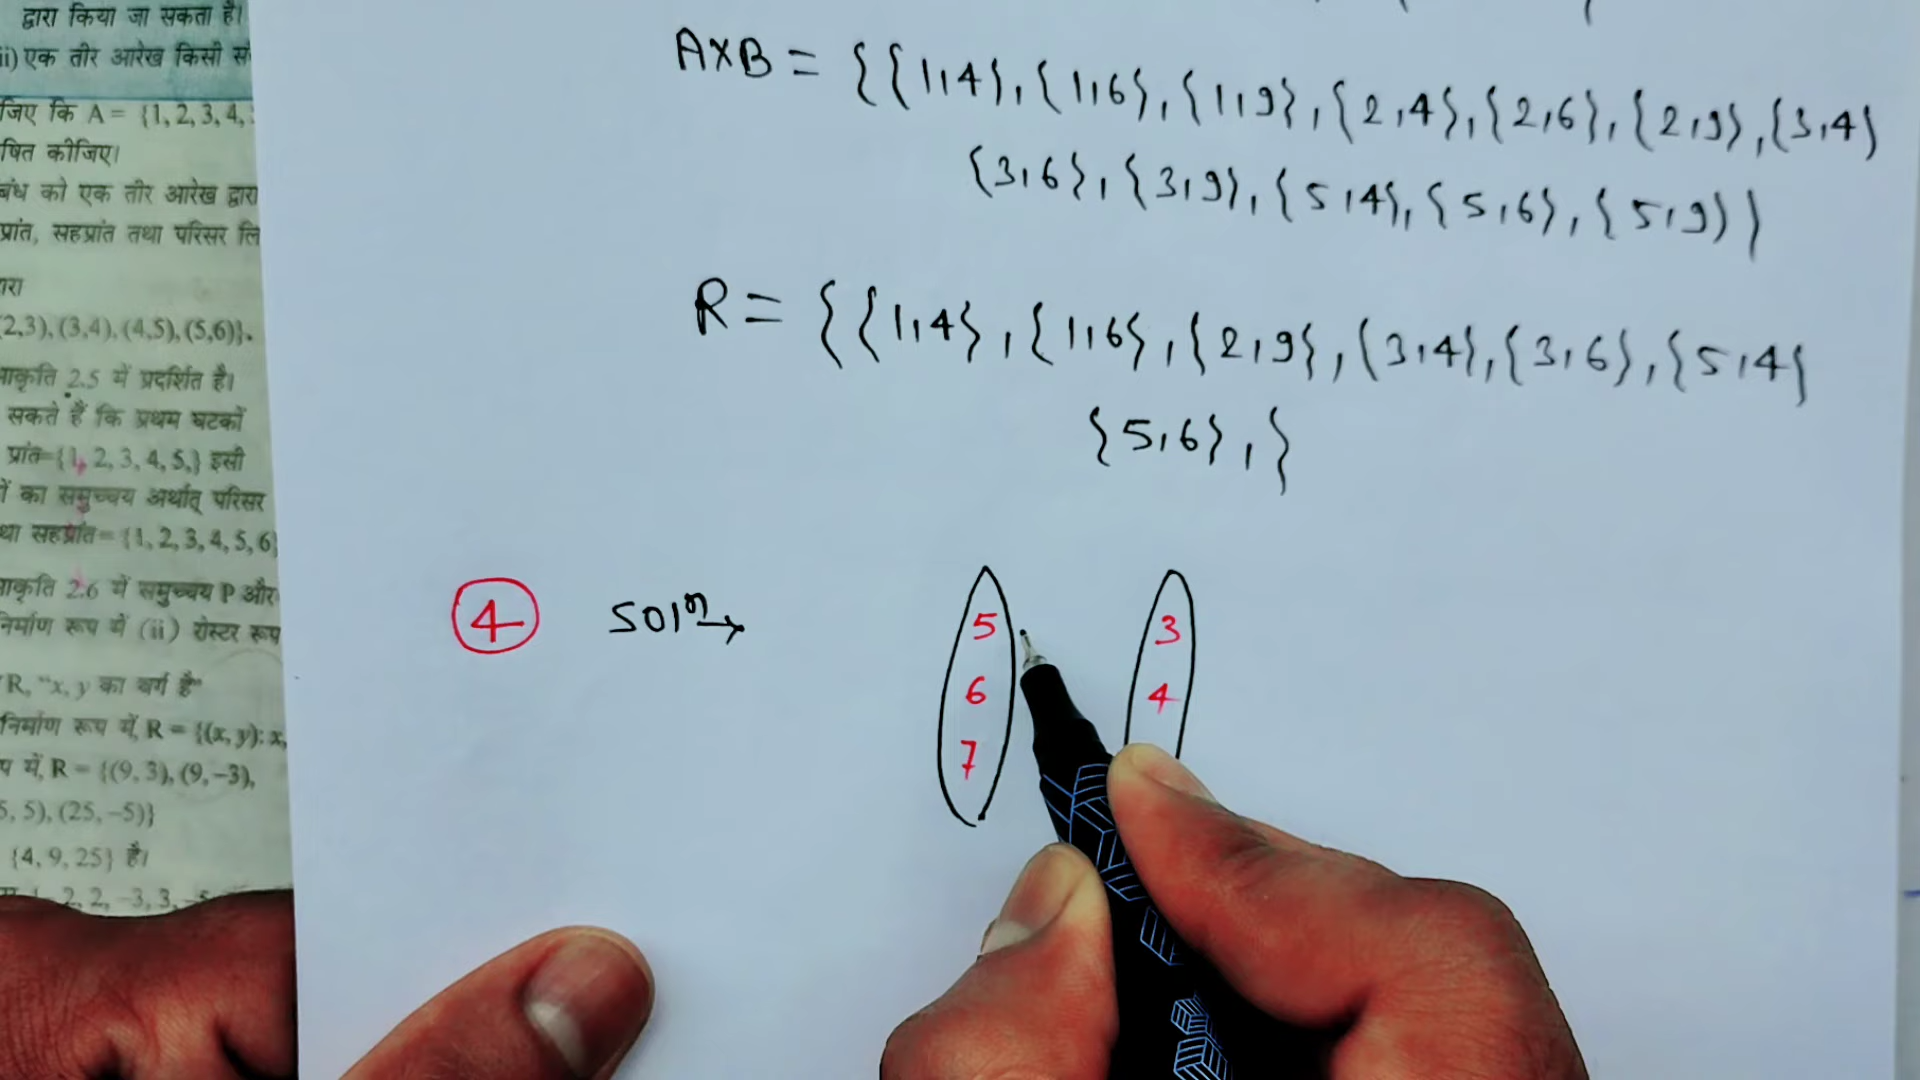 द्वारा किया जा सकता है।
ii) एक तीर आरेख किसी
जिए कि A = {1, 2, 3, 4,
षित कीजिए।
बंध को एक तीर आरेख द्वारा
प्रांत, सहप्रांत तथा परिसर
(2,3), (3,4), (4,5), (5,6)}.
आकृति 2.5 में प्रदर्शित है।
सकते हैं कि प्रथम घटकों
प्रांत={1, 2, 3, 4, 5,} इसी
का समुच्चय अर्थात् परिसर
था सहप्रांत= {1, 2, 3, 4, 5, 6}
आकृति 2.6 में समुच्चय P और
निर्माण रूप में (ii) रोस्टर रूप
R, "x, y का वर्ग है"
निर्माण रूप में, R = {(x, y): x,
में, R = {(9, 3), (9, –3),
5, 5), (25, –5)}
{4, 9, 25} है।
2, 2, –3, 3,
A×B = {{1,4},{1,6},{1,9},{2,4},{2,6},{2,9},{3,4}
{3,6},{3,9},{5,4},{5,6},{5,9)}
R = {{1,4},{1,6},{2,9},(3,4},{3,6},{5,4}
{5,6},}
4 Solⁿ→
5 3
6 4
7